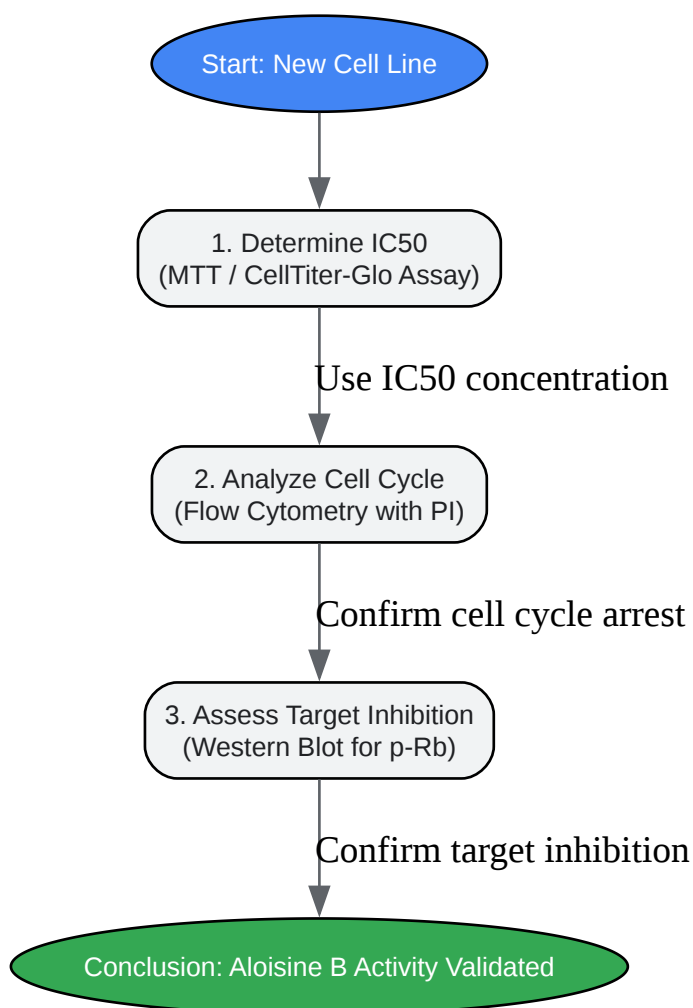 Start: New Cell Line
1. Determine IC50
(MTT / CellTiter-Glo Assay)
Use IC50 concentration
2. Analyze Cell Cycle
(Flow Cytometry with PI)
Confirm cell cycle arrest
3. Assess Target Inhibition
(Western Blot for p-Rb)
Confirm target inhibition
Conclusion: Aloisine B Activity Validated